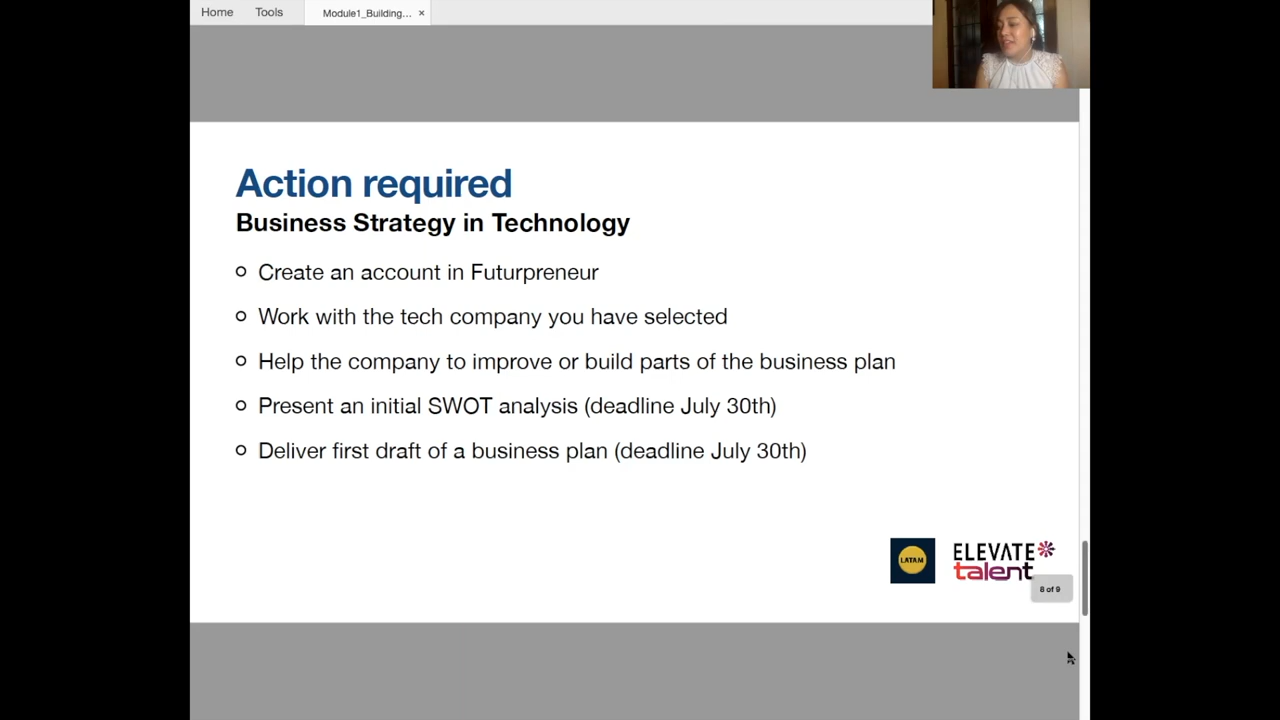 Home Tools Module1_Building... ×
Action required
Business Strategy in Technology
Create an account in Futurpreneur
Work with the tech company you have selected
Help the company to improve or build parts of the business plan
Present an initial SWOT analysis (deadline July 30th)
Deliver first draft of a business plan (deadline July 30th)
LATAM
ELEVATE
talent
8 of 9